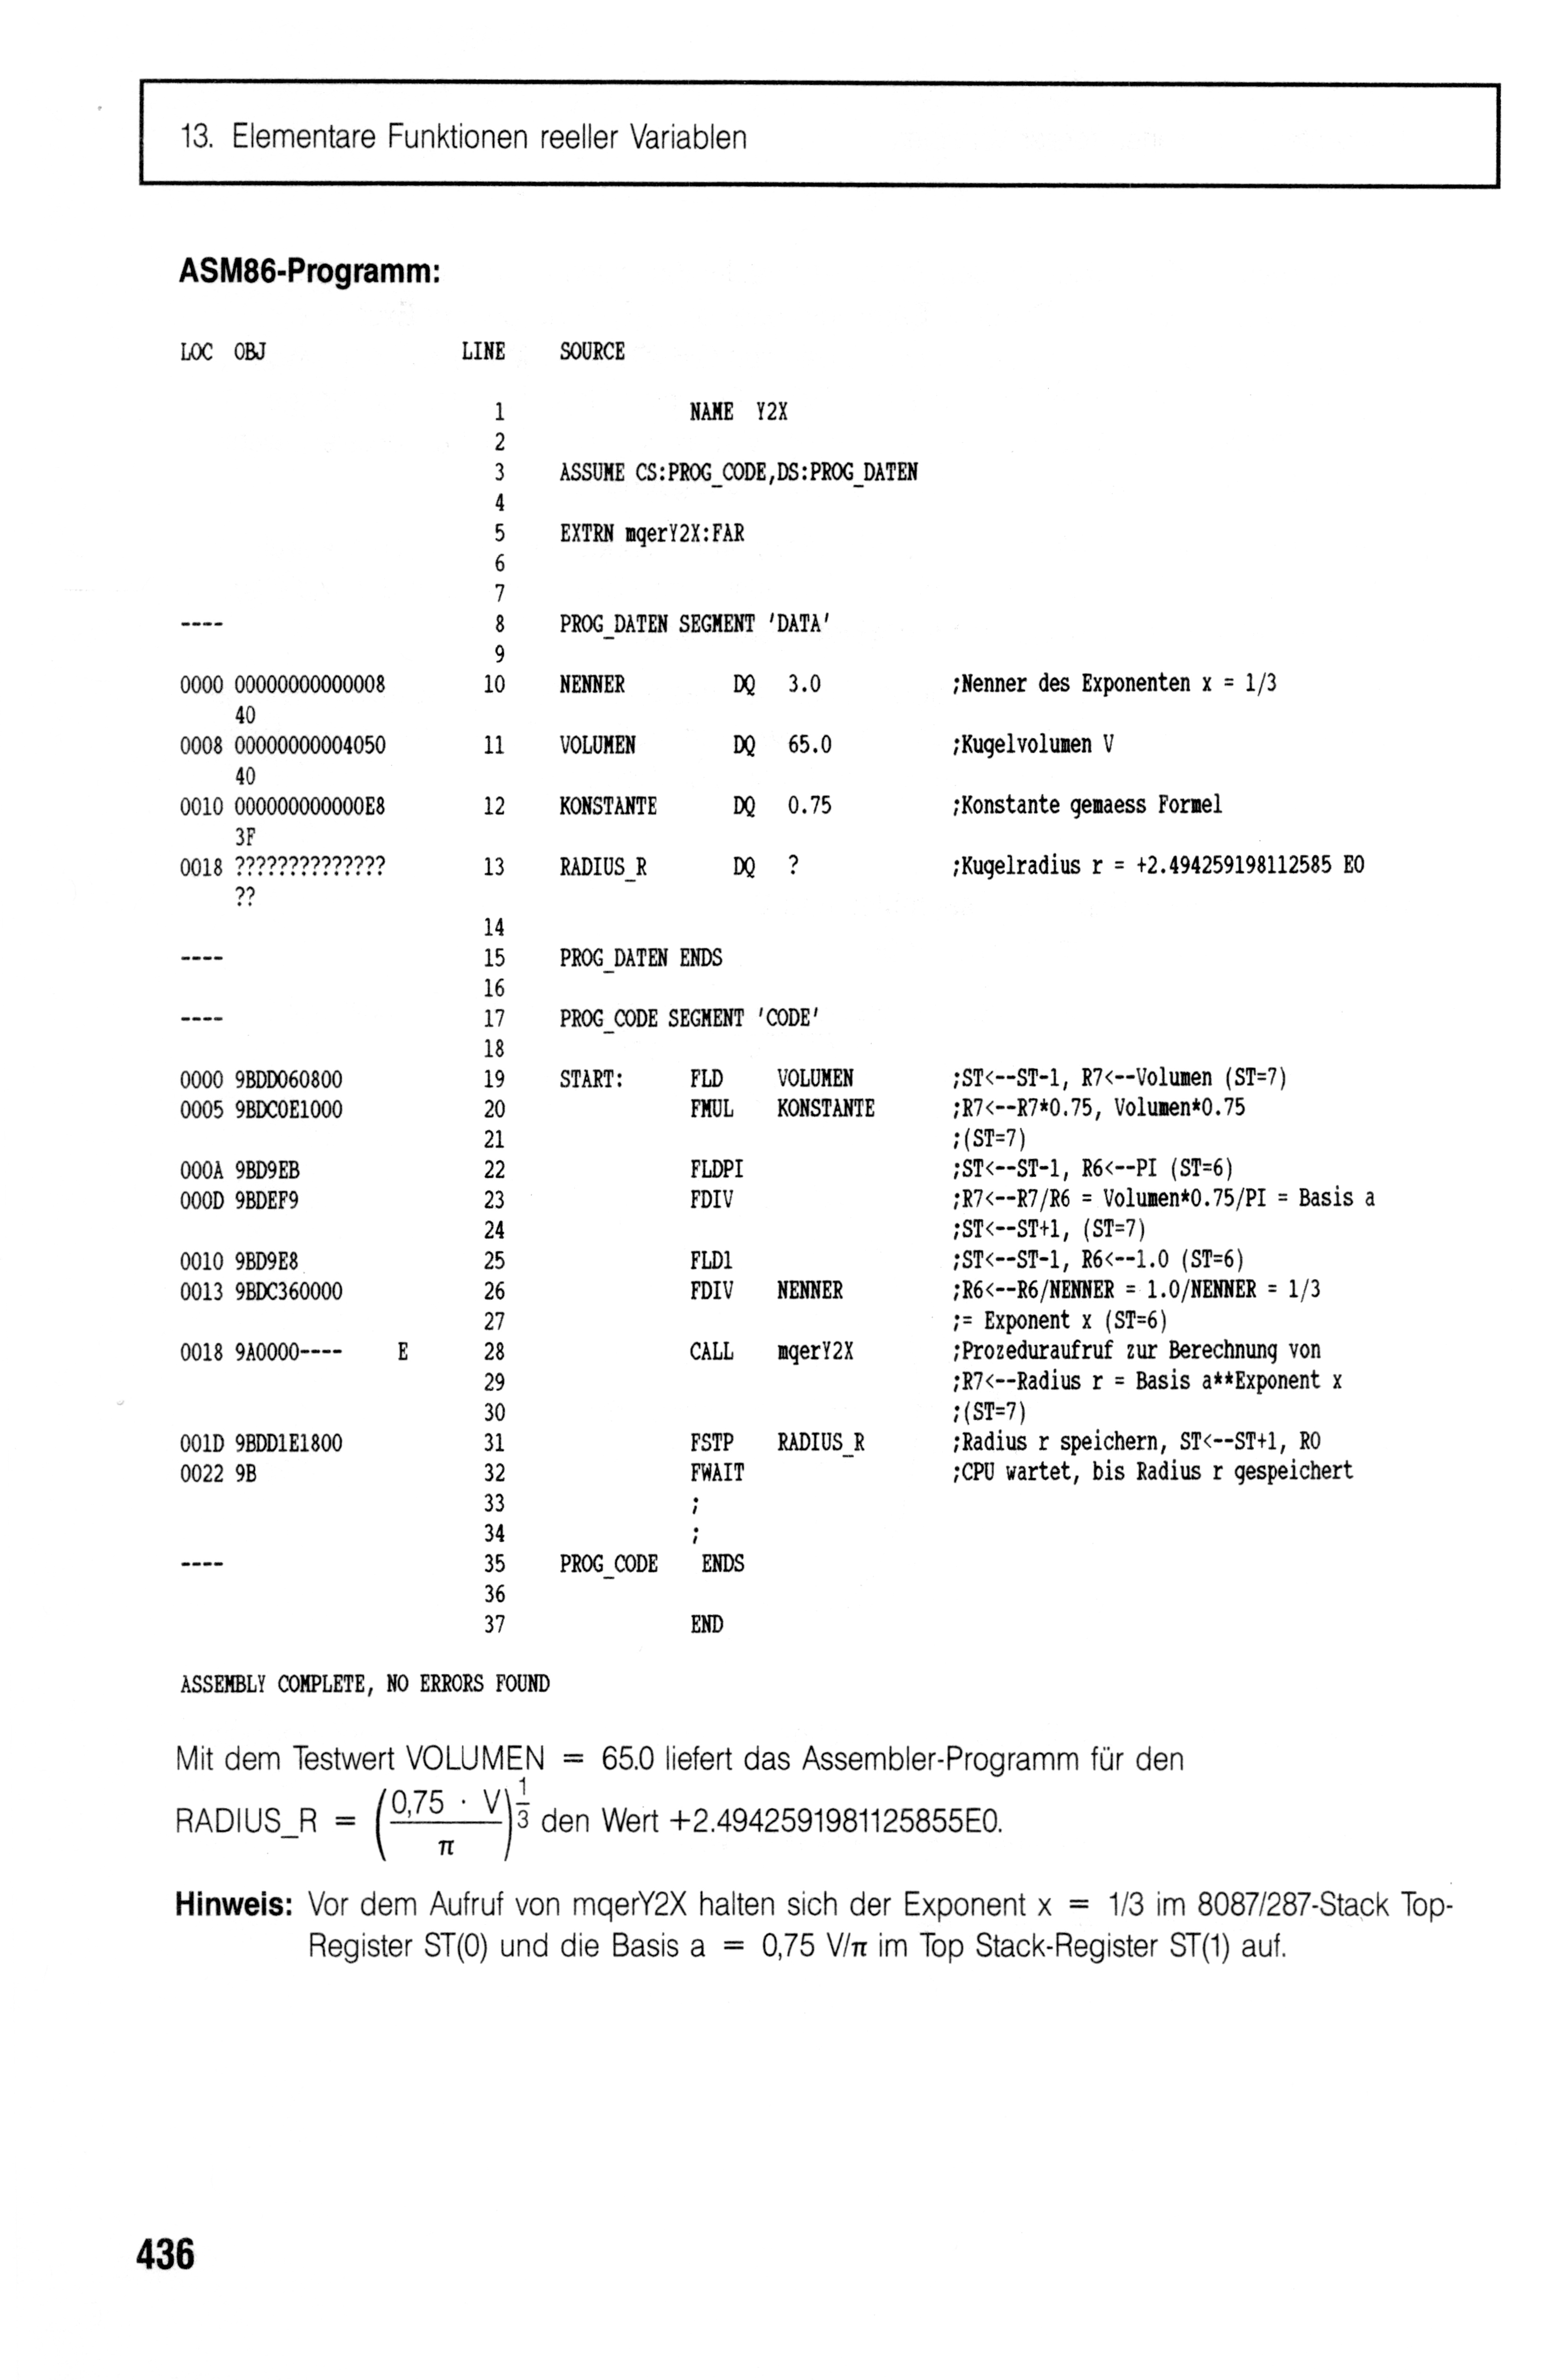 13. Elementare Funktionen reeller Variablen
ASM86-Programm:
LOC  OBJ                 LINE     SOURCE
                            1                 NAME  Y2X
                            2
                            3     ASSUME CS:PROG_CODE,DS:PROG_DATEN
                            4
                            5     EXTRN mqerY2X:FAR
                            6
                            7
----                        8     PROG_DATEN SEGMENT 'DATA'
                            9
0000 00000000000008        10     NENNER          DQ   3.0            ;Nenner des Exponenten x = 1/3
     40
0008 00000000004050        11     VOLUMEN         DQ   65.0           ;Kugelvolumen V
     40
0010 000000000000E8        12     KONSTANTE       DQ   0.75           ;Konstante gemaess Formel
     3F
0018 ??????????????        13     RADIUS_R        DQ   ?              ;Kugelradius r = +2.494259198112585 E0
     ??
                           14
----                       15     PROG_DATEN ENDS
                           16
----                       17     PROG_CODE SEGMENT 'CODE'
                           18
0000 9BDD060800            19     START:      FLD     VOLUMEN         ;ST<--ST-1, R7<--Volumen (ST=7)
0005 9BDC0E1000            20                 FMUL    KONSTANTE       ;R7<--R7*0.75, Volumen*0.75
                           21                                         ;(ST=7)
000A 9BD9EB                22                 FLDPI                   ;ST<--ST-1, R6<--PI (ST=6)
000D 9BDEF9                23                 FDIV                    ;R7<--R7/R6 = Volumen*0.75/PI = Basis a
                           24                                         ;ST<--ST+1, (ST=7)
0010 9BD9E8                25                 FLD1                    ;ST<--ST-1, R6<--1.0 (ST=6)
0013 9BDC360000            26                 FDIV    NENNER          ;R6<--R6/NENNER = 1.0/NENNER = 1/3
                           27                                         ;= Exponent x (ST=6)
0018 9A0000----     E      28                 CALL    mqerY2X         ;Prozeduraufruf zur Berechnung von
                           29                                         ;R7<--Radius r = Basis a**Exponent x
                           30                                         ;(ST=7)
001D 9BDD1E1800            31                 FSTP    RADIUS_R        ;Radius r speichern, ST<--ST+1, R0
0022 9B                    32                 FWAIT                   ;CPU wartet, bis Radius r gespeichert
                           33                 ;
                           34                 ;
----                       35     PROG_CODE    ENDS
                           36
                           37                 END
ASSEMBLY COMPLETE, NO ERRORS FOUND
Mit dem Testwert VOLUMEN = 65.0 liefert das Assembler-Programm für den
RADIUS_R = (0,75 · V / π)^1/3 den Wert +2.4942591981125855E0.
Hinweis: Vor dem Aufruf von mqerY2X halten sich der Exponent x = 1/3 im 8087/287-Stack Top-
Register ST(0) und die Basis a = 0,75 V/π im Top Stack-Register ST(1) auf.
436